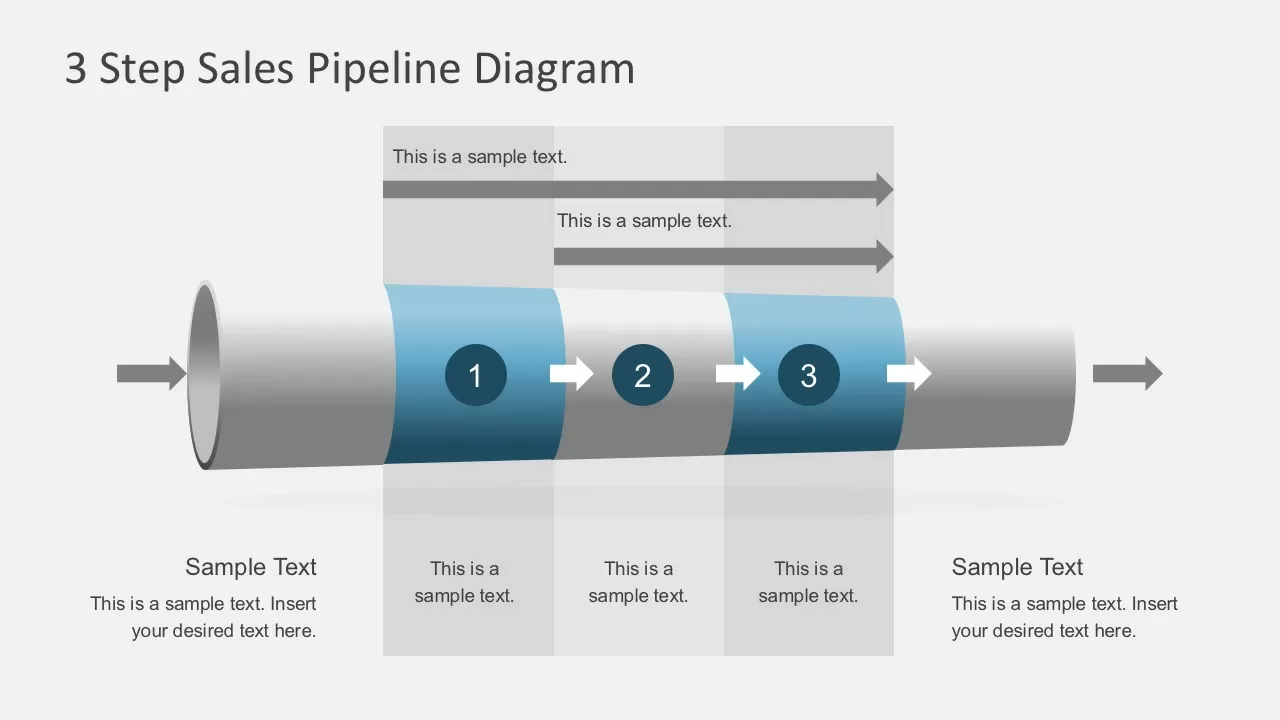 3 Step Sales Pipeline Diagram
This is a sample text.
This is a sample text.
1
2
3
Sample Text
This is a sample text. Insert
your desired text here.
This is a
sample text.
This is a
sample text.
This is a
sample text.
Sample Text
This is a sample text. Insert
your desired text here.